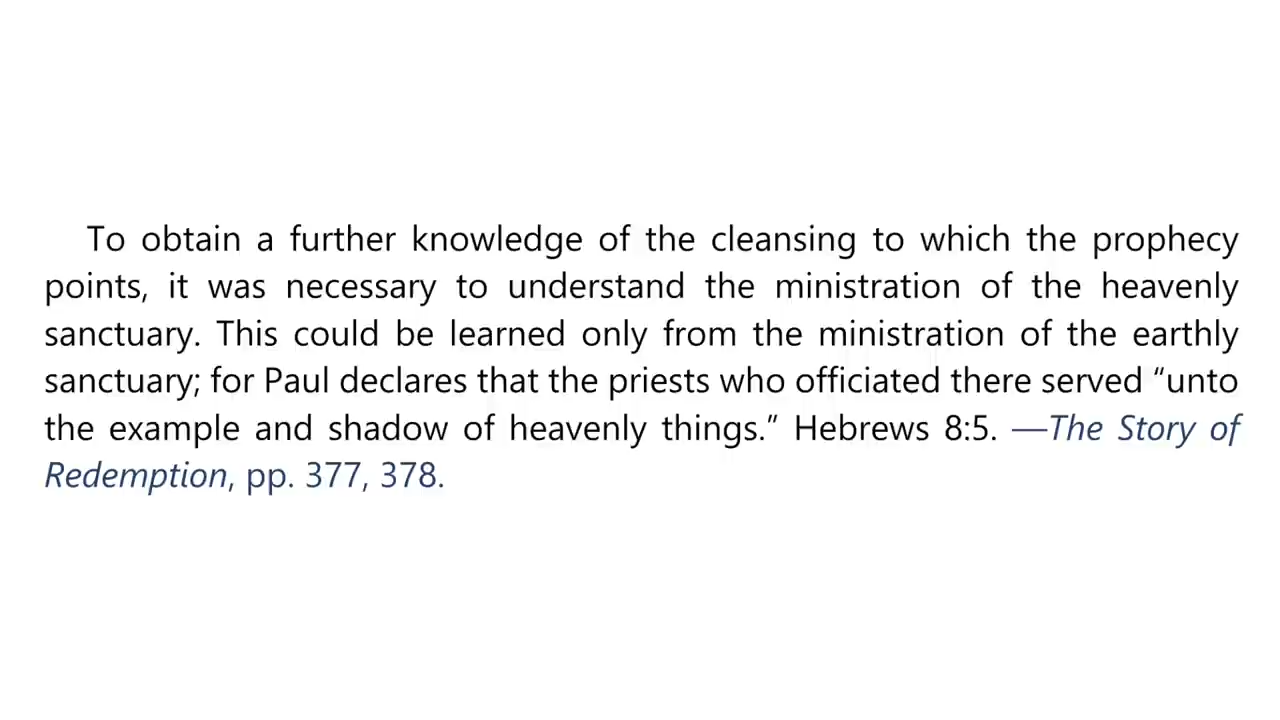 To obtain a further knowledge of the cleansing to which the prophecy
points, it was necessary to understand the ministration of the heavenly
sanctuary. This could be learned only from the ministration of the earthly
sanctuary; for Paul declares that the priests who officiated there served “unto
the example and shadow of heavenly things.” Hebrews 8:5. —The Story of
Redemption, pp. 377, 378.